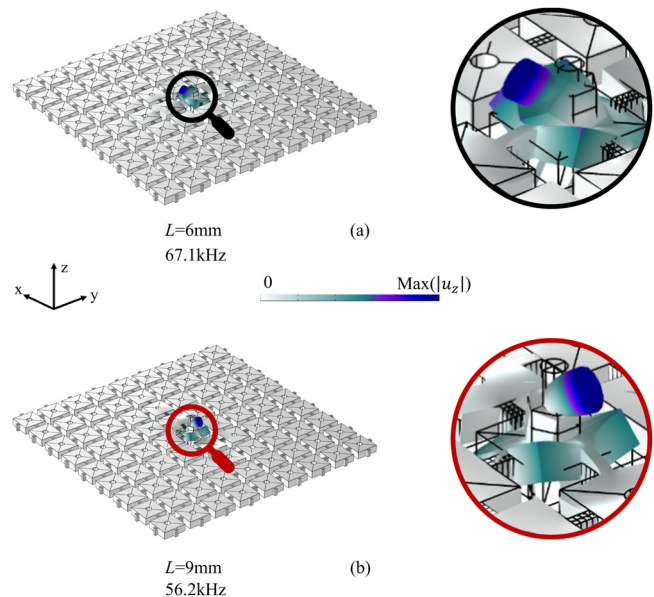 L=6mm (a)
67.1kHz
z
x y
0 Max(|u_z|)
L=9mm (b)
56.2kHz